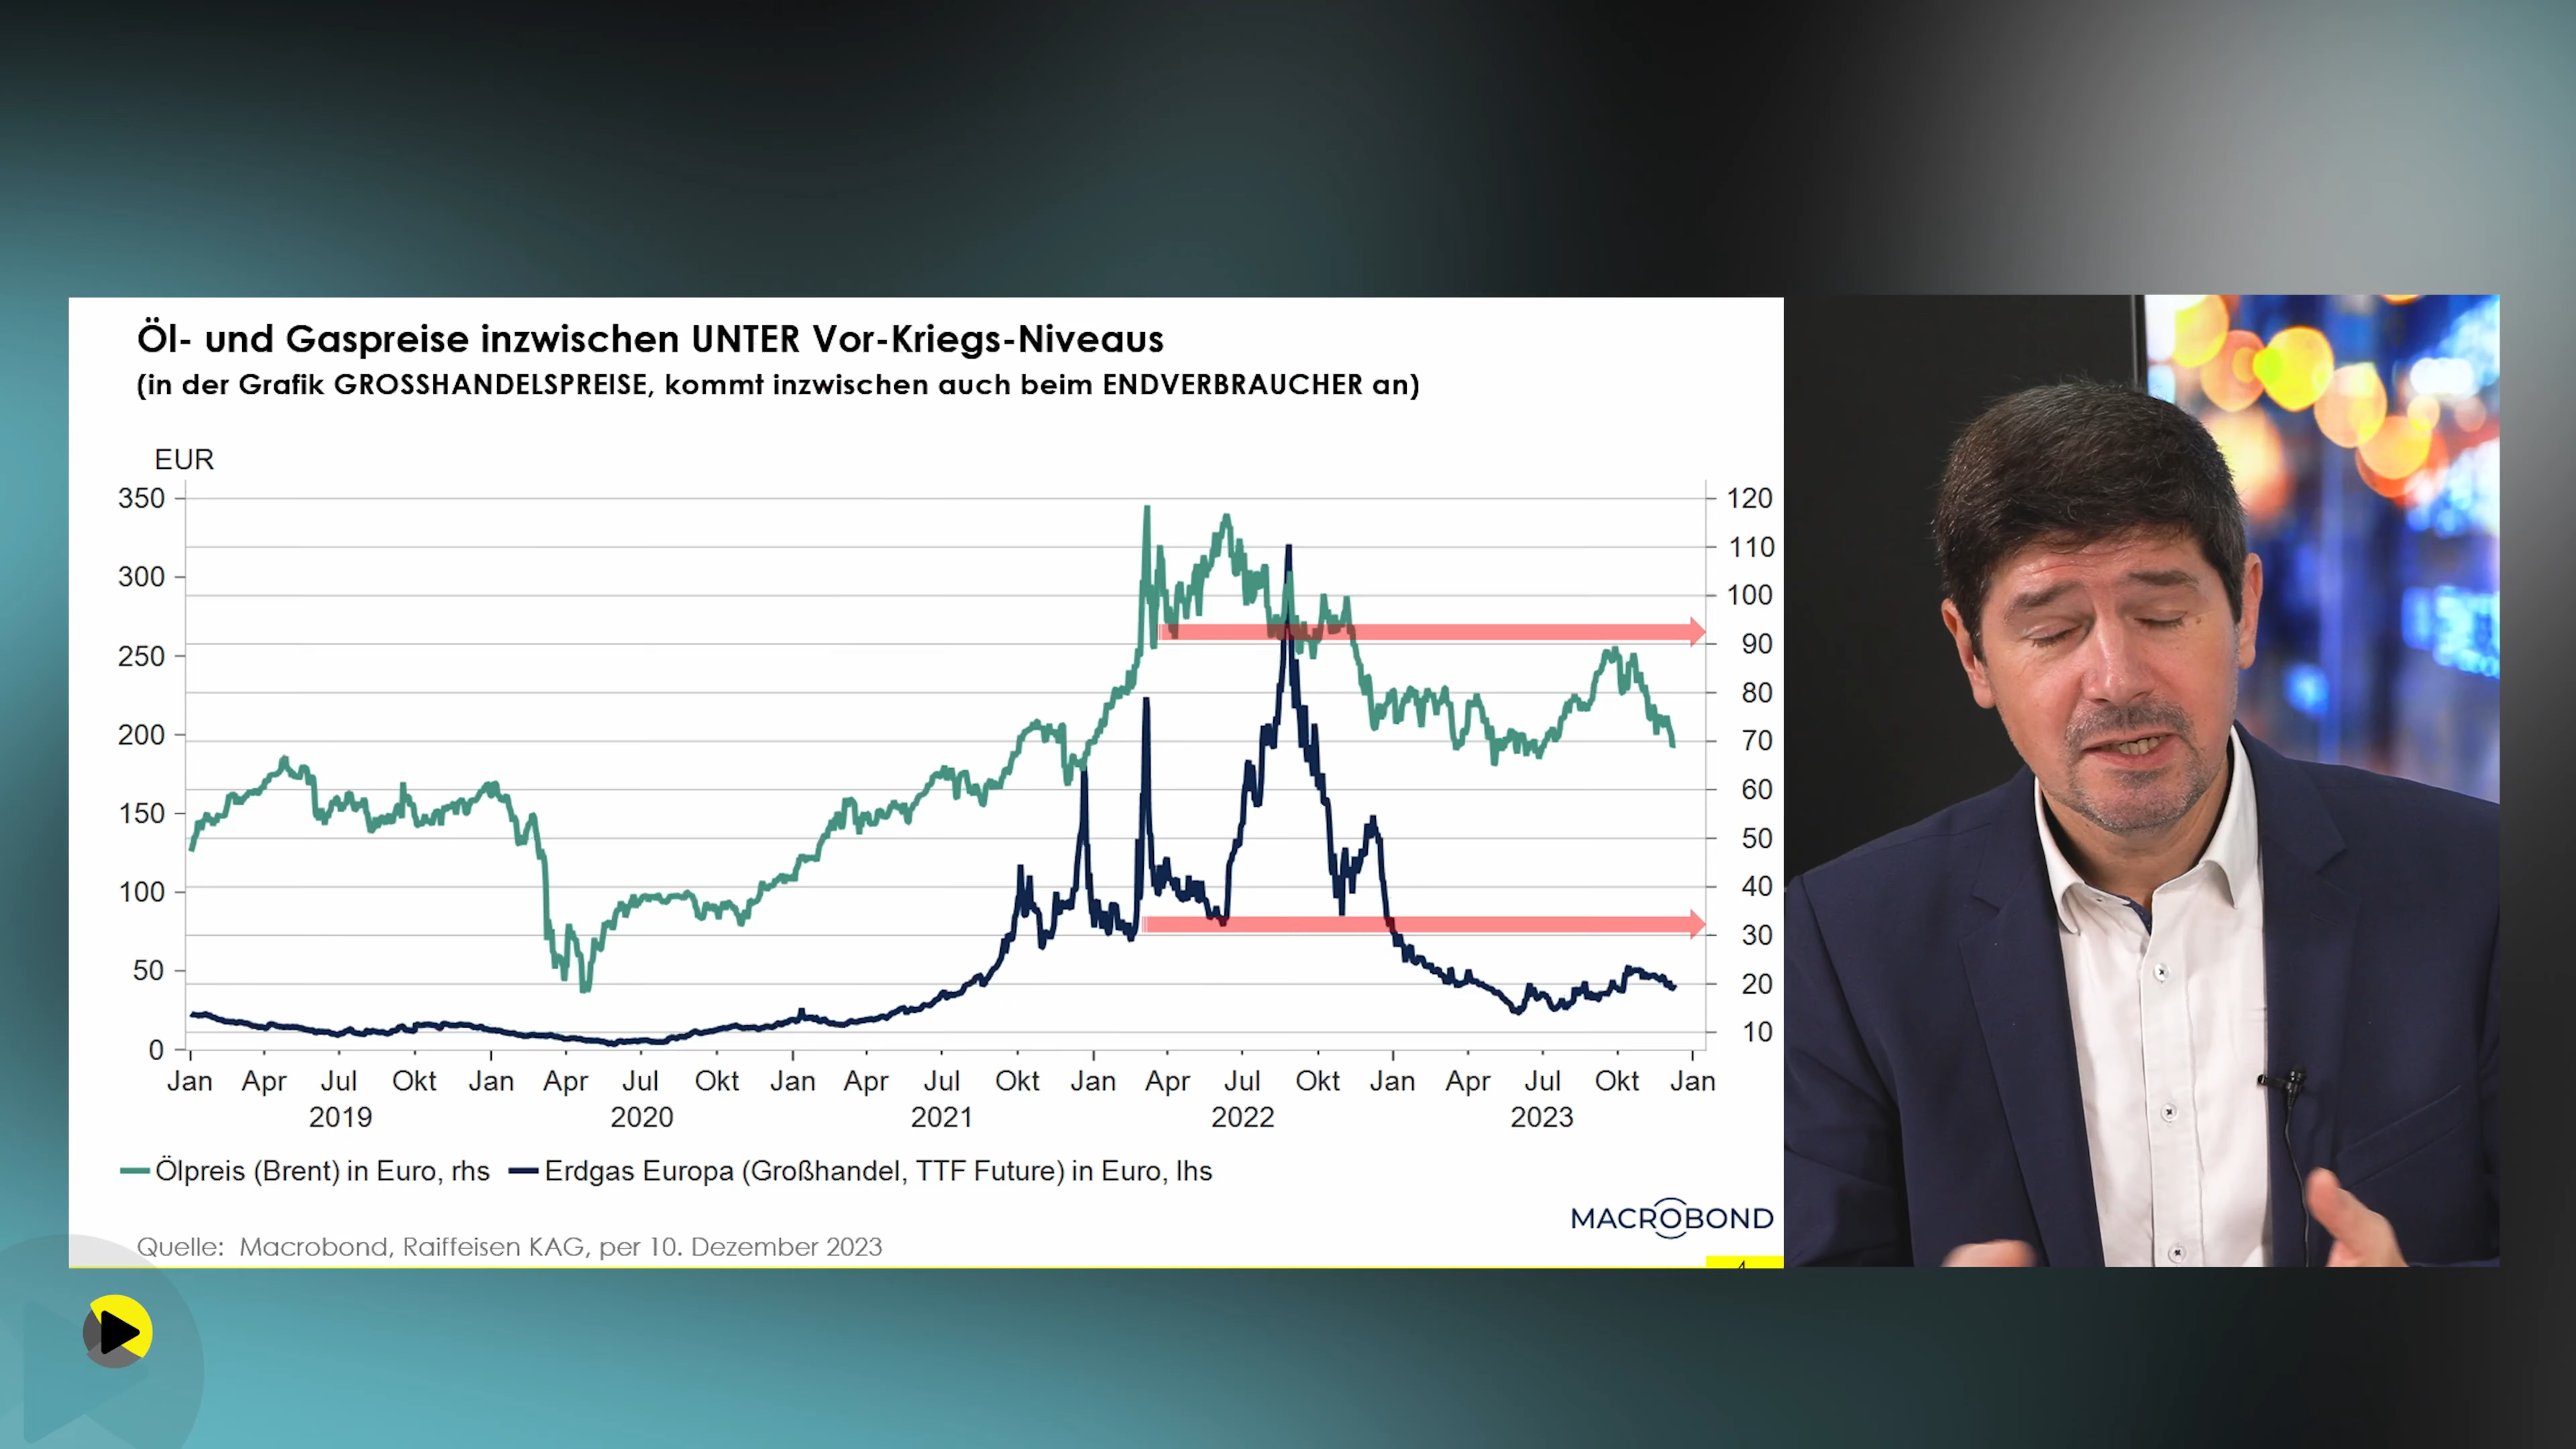 Öl- und Gaspreise inzwischen UNTER Vor-Kriegs-Niveaus
(in der Grafik GROSSHANDELSPREISE, kommt inzwischen auch beim ENDVERBRAUCHER an)
EUR
350 120
110
300
100
250 90
80
200
70
150 60
50
100 40
30
50
20
0 10
Jan Apr Jul Okt Jan Apr Jul Okt Jan Apr Jul Okt Jan Apr Jul Okt Jan Apr Jul Okt Jan
2019 2020 2021 2022 2023
Ölpreis (Brent) in Euro, rhs Erdgas Europa (Großhandel, TTF Future) in Euro, lhs
MACROBOND
Quelle: Macrobond, Raiffeisen KAG, per 10. Dezember 2023
4